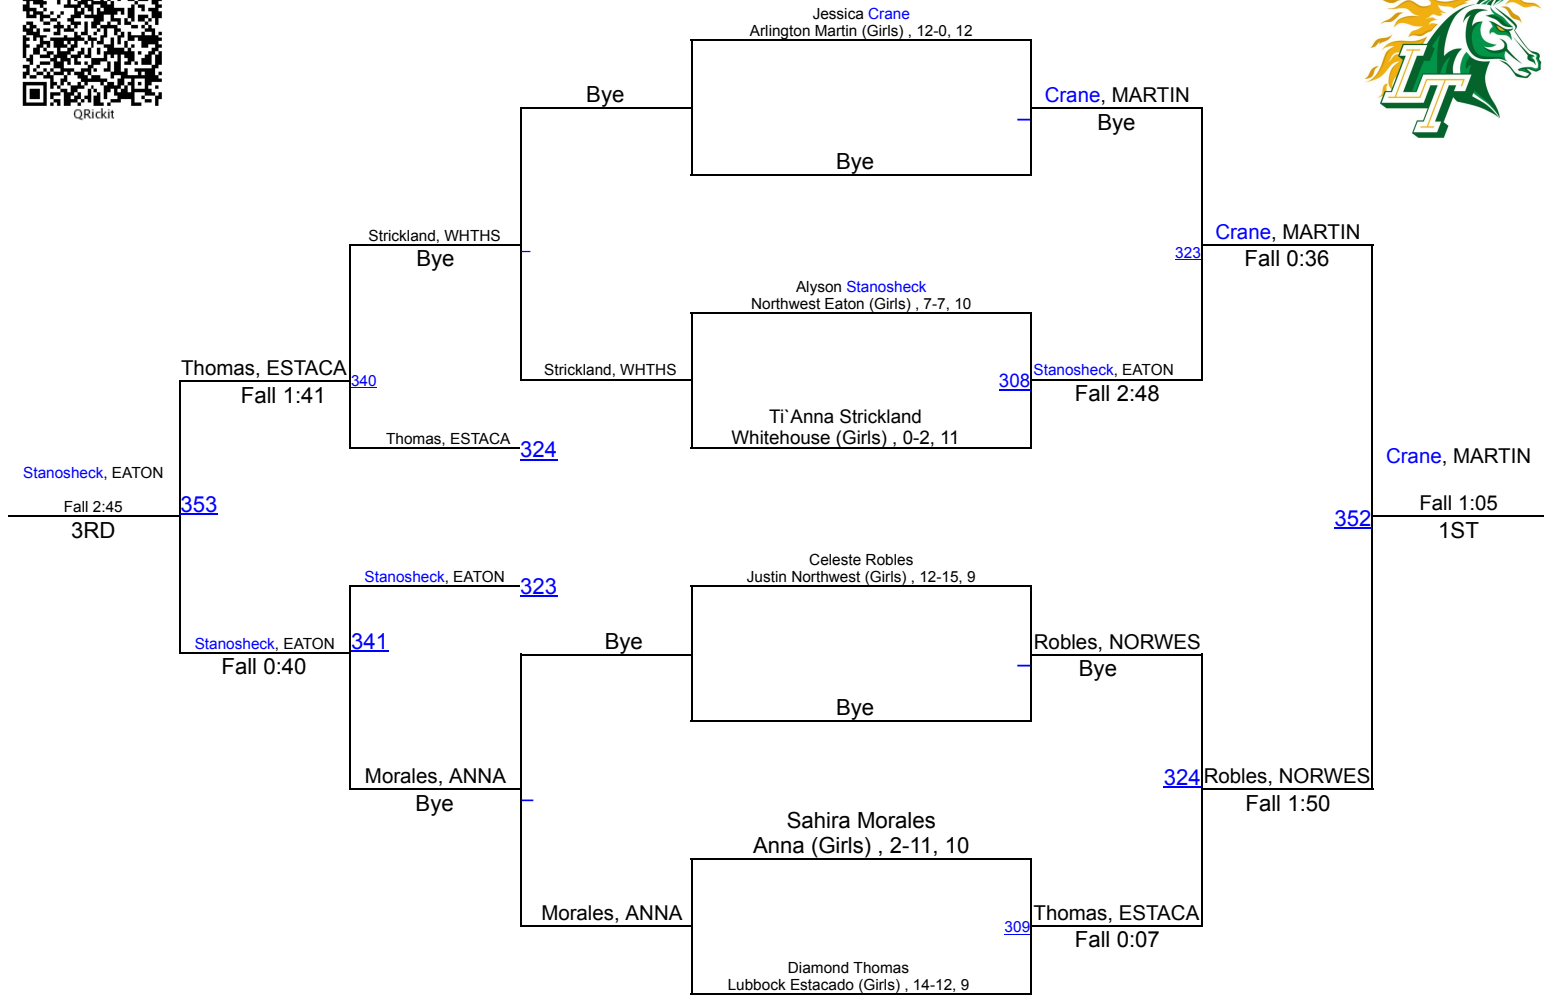 Jessica Crane
Arlington Martin (Girls) , 12-0, 12
QRickit
LT
Bye
Crane, MARTIN
Bye
Bye
Strickland, WHTHS
Bye
Crane, MARTIN
323
Fall 0:36
Alyson Stanosheck
Northwest Eaton (Girls) , 7-7, 10
Thomas, ESTACA
340
Fall 1:41
Strickland, WHTHS
308
Stanosheck, EATON
Fall 2:48
Ti`Anna Strickland
Whitehouse (Girls) , 0-2, 11
Thomas, ESTACA
324
Stanosheck, EATON
Fall 2:45
3RD
353
Crane, MARTIN
352
Fall 1:05
1ST
Celeste Robles
Justin Northwest (Girls) , 12-15, 9
Stanosheck, EATON
323
Stanosheck, EATON
341
Fall 0:40
Bye
Robles, NORWES
Bye
Bye
Morales, ANNA
Bye
324
Robles, NORWES
Fall 1:50
Sahira Morales
Anna (Girls) , 2-11, 10
Morales, ANNA
309
Thomas, ESTACA
Fall 0:07
Diamond Thomas
Lubbock Estacado (Girls) , 14-12, 9